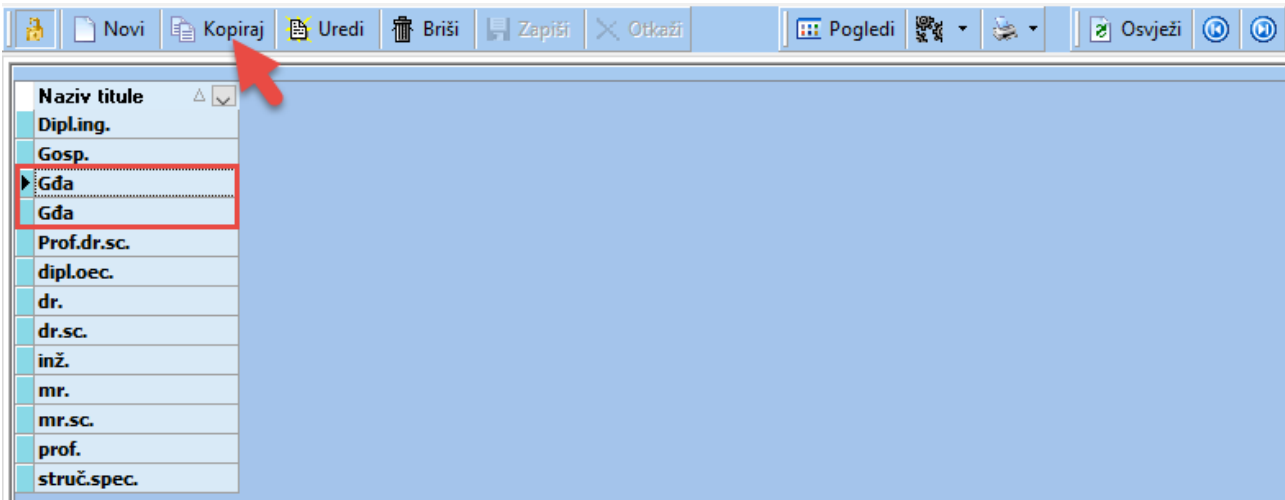 Novi Kopiraj Uredi Briši Zapiši Otkaži Pogledi Osvježi
Naziv titule
Dipl.ing.
Gosp.
Gđa
Gđa
Prof.dr.sc.
dipl.oec.
dr.
dr.sc.
inž.
mr.
mr.sc.
prof.
struč.spec.